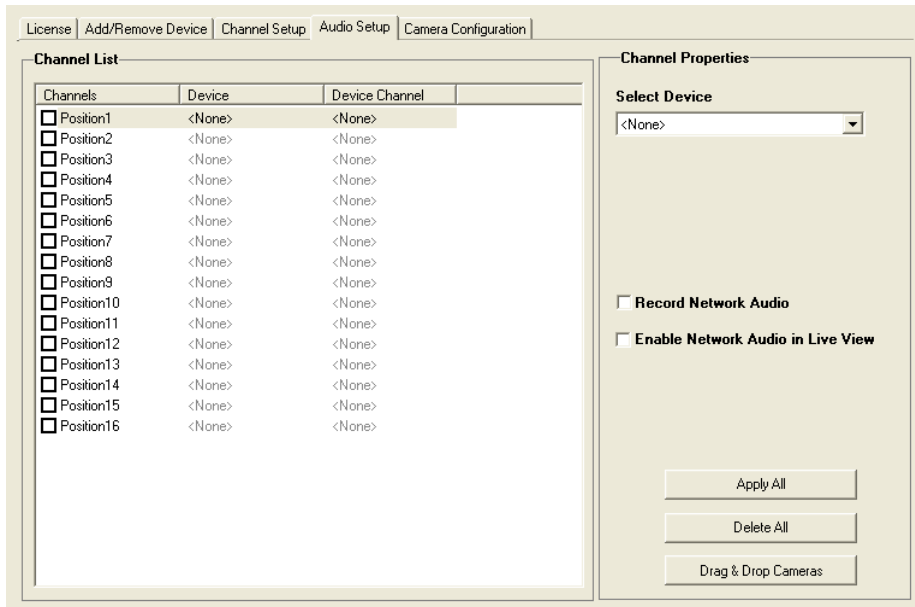 License Add/Remove Device Channel Setup Audio Setup Camera Configuration
Channel List
Channels Device Device Channel
Position1 <None> <None>
Position2 <None> <None>
Position3 <None> <None>
Position4 <None> <None>
Position5 <None> <None>
Position6 <None> <None>
Position7 <None> <None>
Position8 <None> <None>
Position9 <None> <None>
Position10 <None> <None>
Position11 <None> <None>
Position12 <None> <None>
Position13 <None> <None>
Position14 <None> <None>
Position15 <None> <None>
Position16 <None> <None>
Channel Properties
Select Device
<None>
Record Network Audio
Enable Network Audio in Live View
Apply All
Delete All
Drag & Drop Cameras